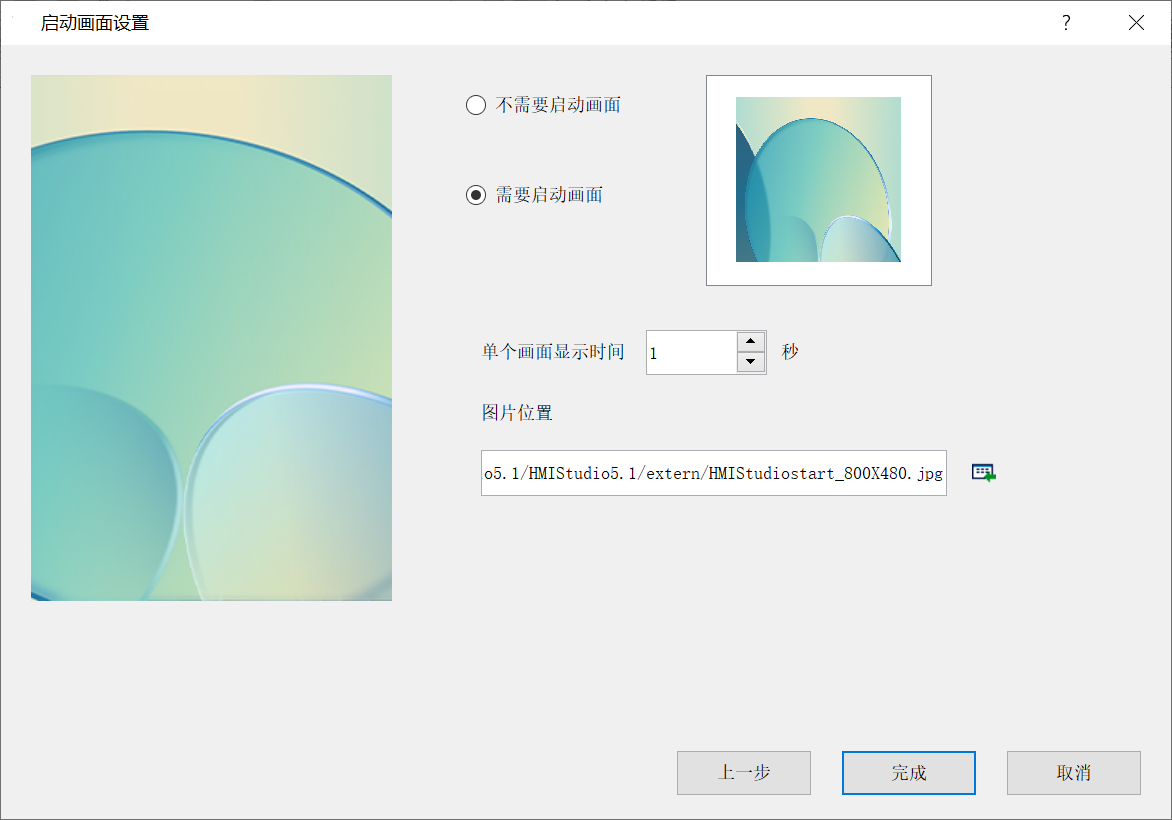 启动画面设置
不需要启动画面
需要启动画面
单个画面显示时间 1 秒
图片位置
o5.1/HMIStudio5.1/extern/HMIStudiostart_800X480.jpg
上一步 完成 取消